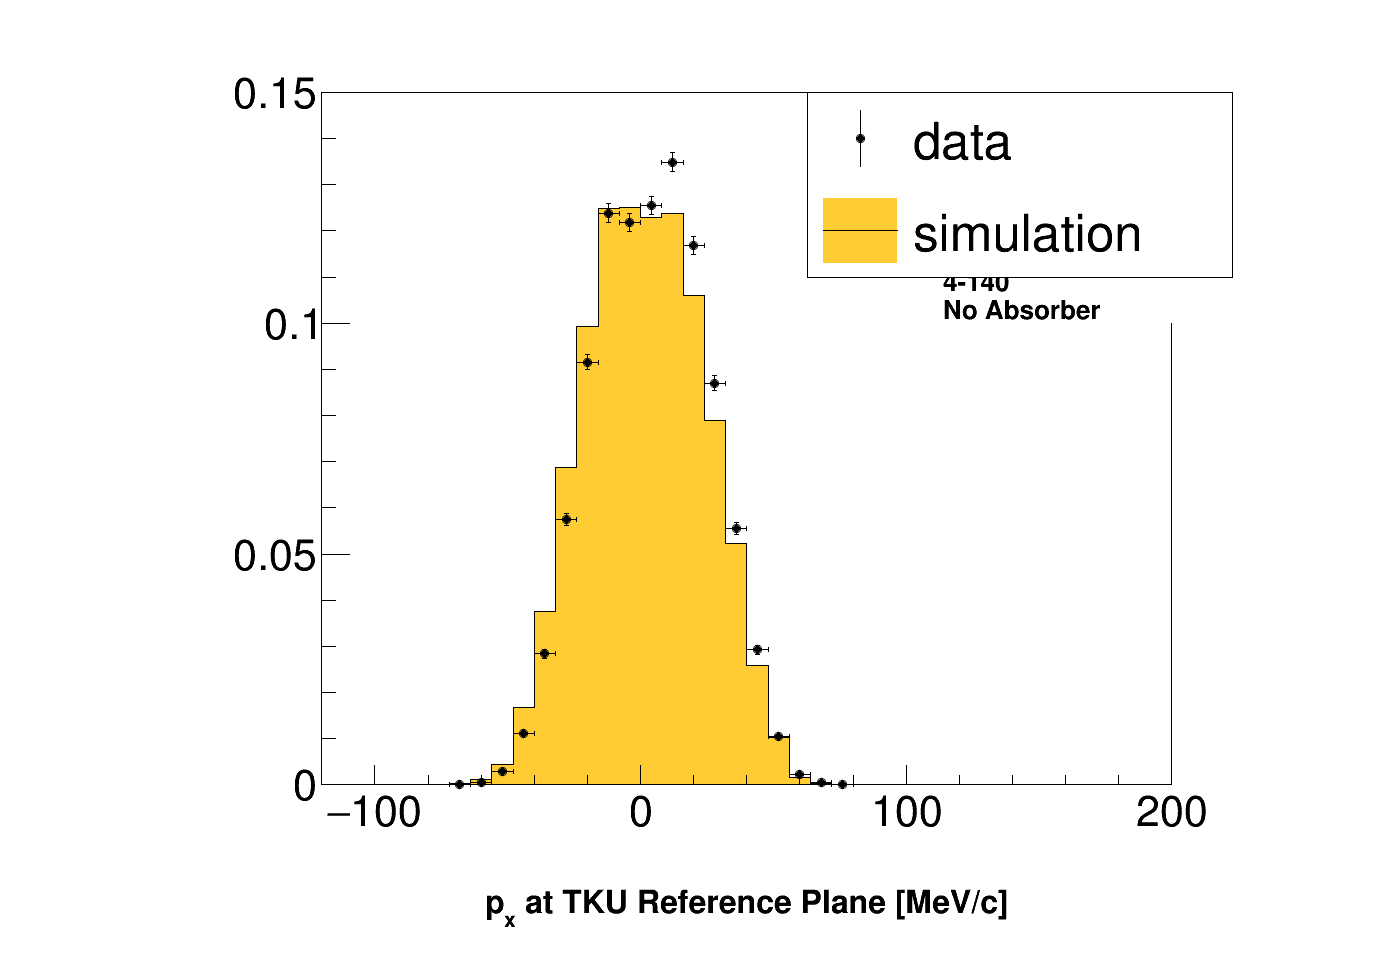 0.15
data
simulation
4-140
No Absorber
0.1
0.05
0
−100 0 100 200
px at TKU Reference Plane [MeV/c]